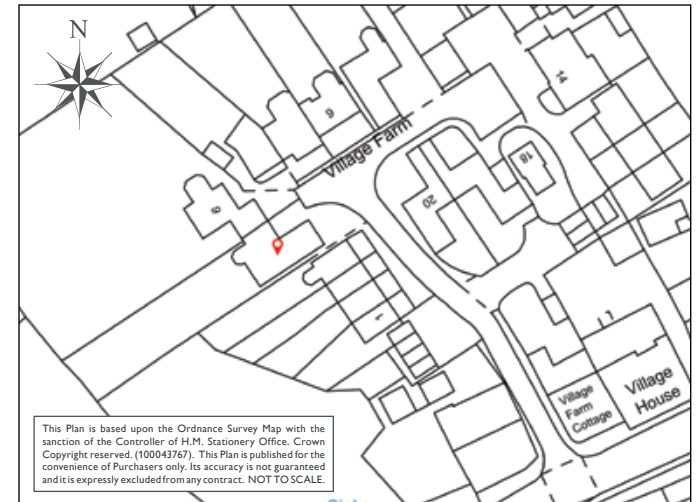 N
14
Village Farm
18
20
1
Village
Farm
Cottage
Village
House
This Plan is based upon the Ordnance Survey Map with the
sanction of the Controller of H.M. Stationery Office. Crown
Copyright reserved. (100043767). This Plan is published for the
convenience of Purchasers only. Its accuracy is not guaranteed
and it is expressly excluded from any contract. NOT TO SCALE.